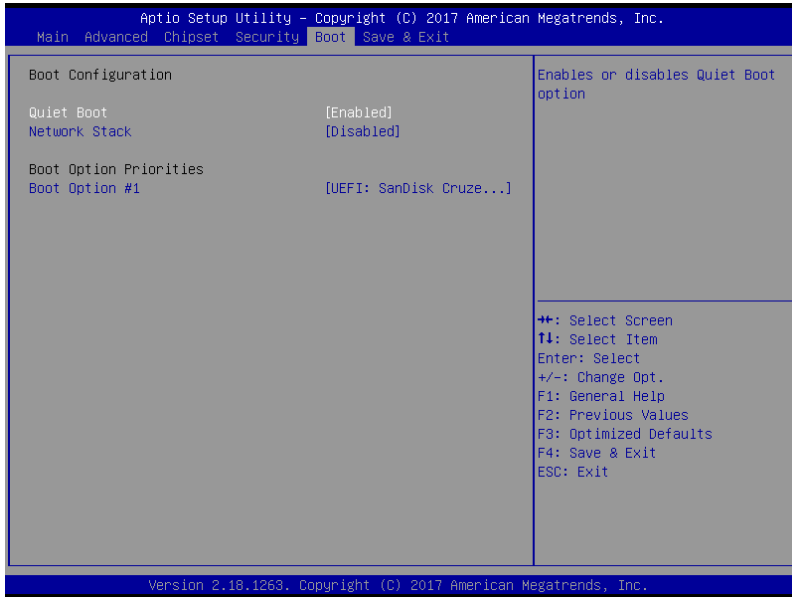 Aptio Setup Utility – Copyright (C) 2017 American Megatrends, Inc.
Main Advanced Chipset Security Boot Save & Exit
Boot Configuration
Quiet Boot [Enabled]
Network Stack [Disabled]
Boot Option Priorities
Boot Option #1 [UEFI: SanDisk Cruze...]
Enables or disables Quiet Boot
option
→←: Select Screen
↑↓: Select Item
Enter: Select
+/-: Change Opt.
F1: General Help
F2: Previous Values
F3: Optimized Defaults
F4: Save & Exit
ESC: Exit
Version 2.18.1263. Copyright (C) 2017 American Megatrends, Inc.